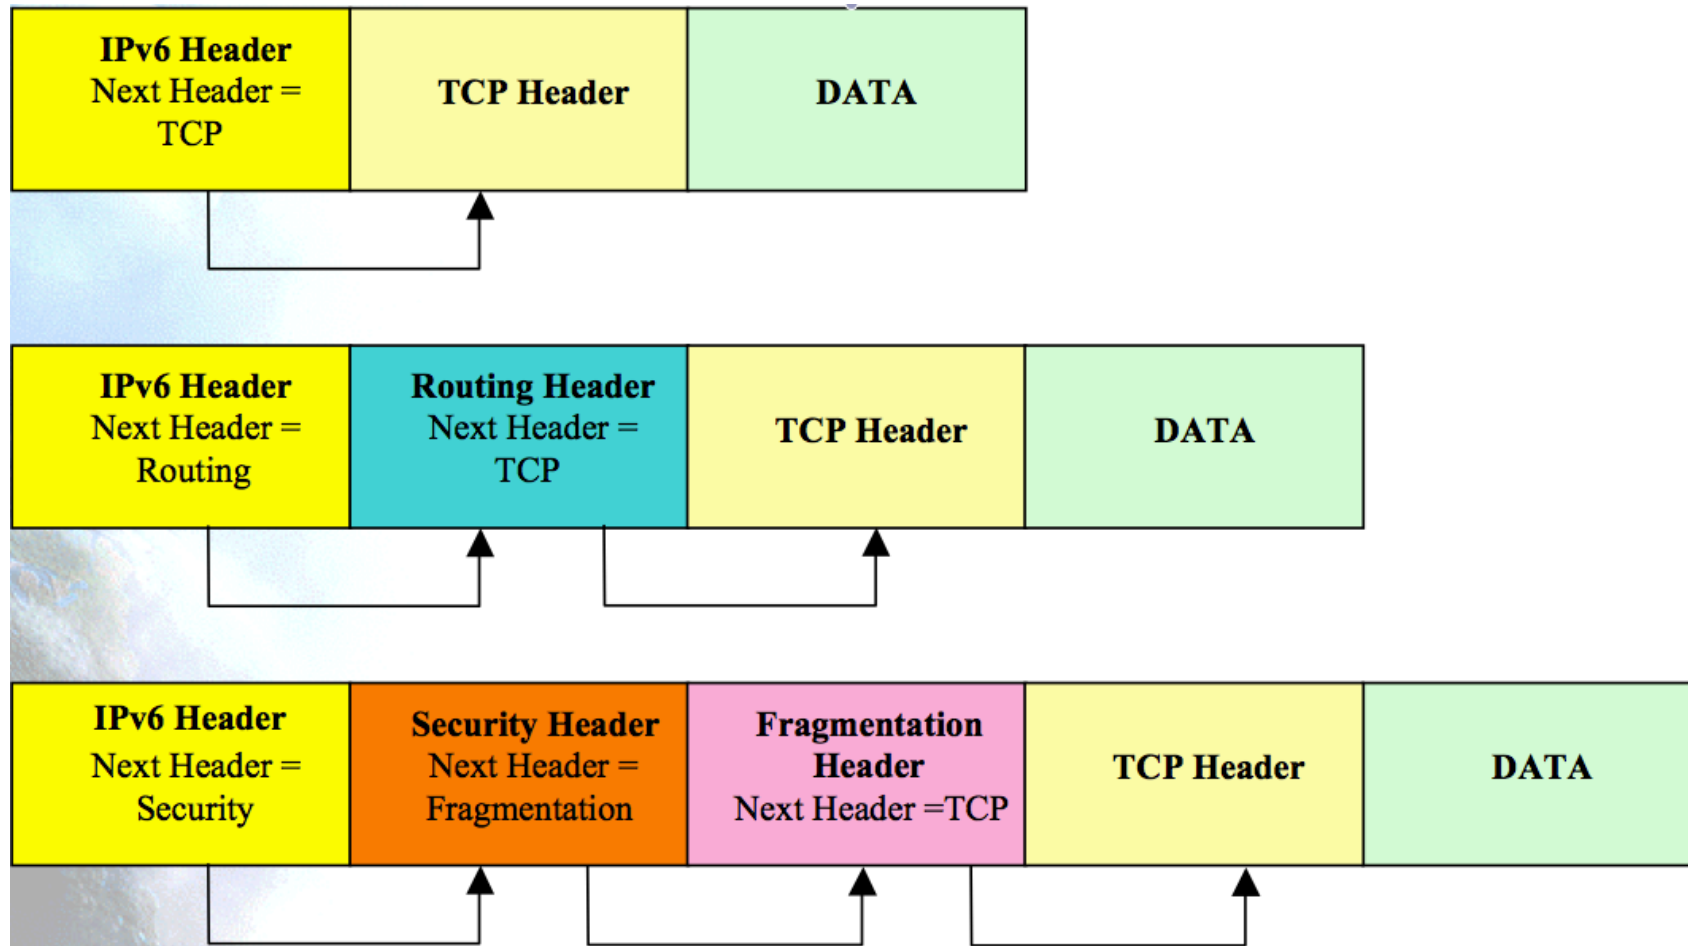 IPv6 Header
Next Header =
TCP
TCP Header
DATA
IPv6 Header
Next Header =
Routing
Routing Header
Next Header =
TCP
TCP Header
DATA
IPv6 Header
Next Header =
Security
Security Header
Next Header =
Fragmentation
Fragmentation
Header
Next Header =TCP
TCP Header
DATA